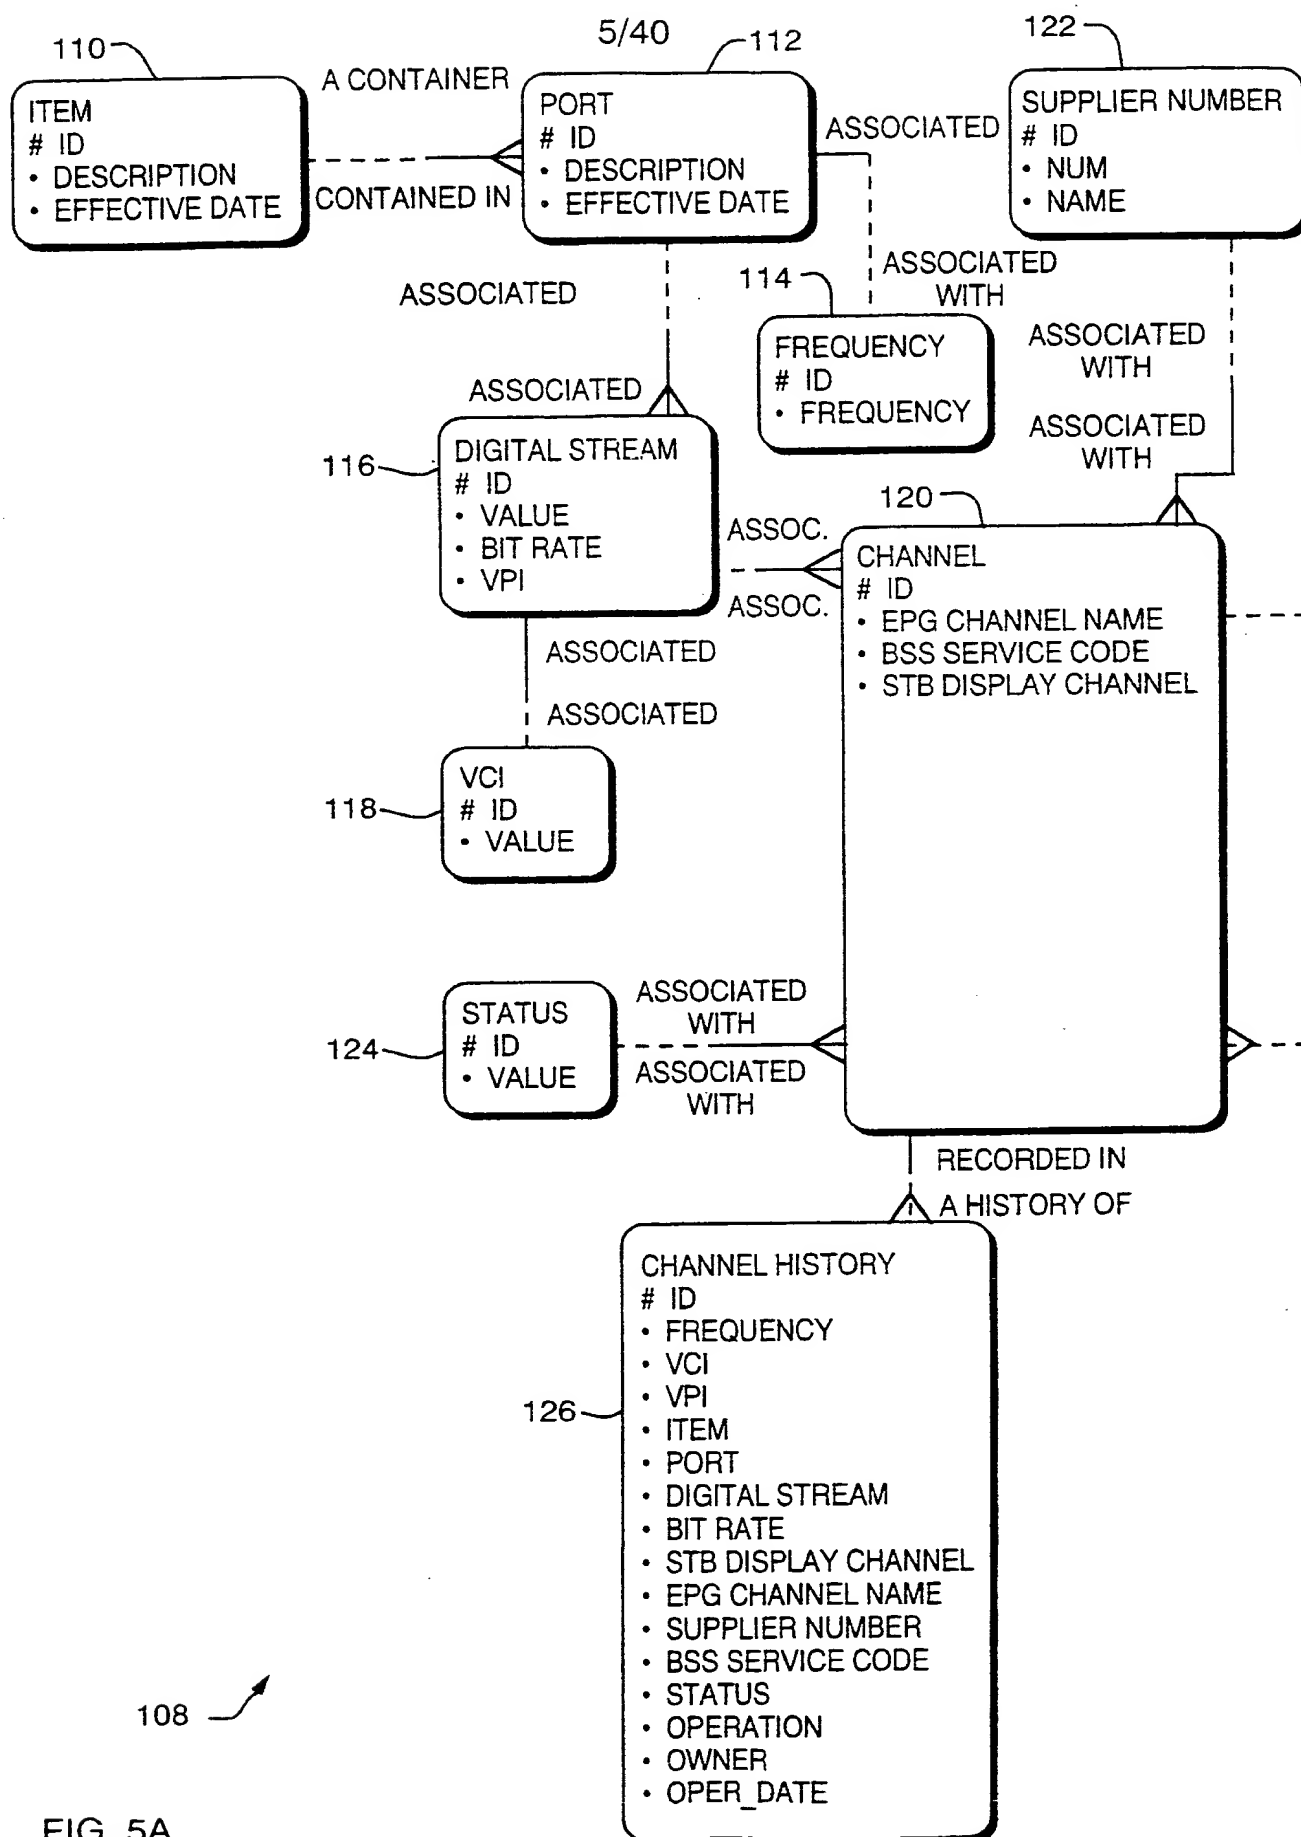 5/40
110
ITEM
# ID
• DESCRIPTION
• EFFECTIVE DATE
A CONTAINER
CONTAINED IN
112
PORT
# ID
• DESCRIPTION
• EFFECTIVE DATE
ASSOCIATED
ASSOCIATED
WITH
122
SUPPLIER NUMBER
# ID
• NUM
• NAME
ASSOCIATED
WITH
ASSOCIATED
WITH
114
FREQUENCY
# ID
• FREQUENCY
ASSOCIATED
ASSOCIATED
116
DIGITAL STREAM
# ID
• VALUE
• BIT RATE
• VPI
ASSOC.
ASSOC.
120
CHANNEL
# ID
• EPG CHANNEL NAME
• BSS SERVICE CODE
• STB DISPLAY CHANNEL
ASSOCIATED
ASSOCIATED
118
VCI
# ID
• VALUE
124
STATUS
# ID
• VALUE
ASSOCIATED
WITH
ASSOCIATED
WITH
RECORDED IN
A HISTORY OF
126
CHANNEL HISTORY
# ID
• FREQUENCY
• VCI
• VPI
• ITEM
• PORT
• DIGITAL STREAM
• BIT RATE
• STB DISPLAY CHANNEL
• EPG CHANNEL NAME
• SUPPLIER NUMBER
• BSS SERVICE CODE
• STATUS
• OPERATION
• OWNER
• OPER_DATE
108
FIG. 5A